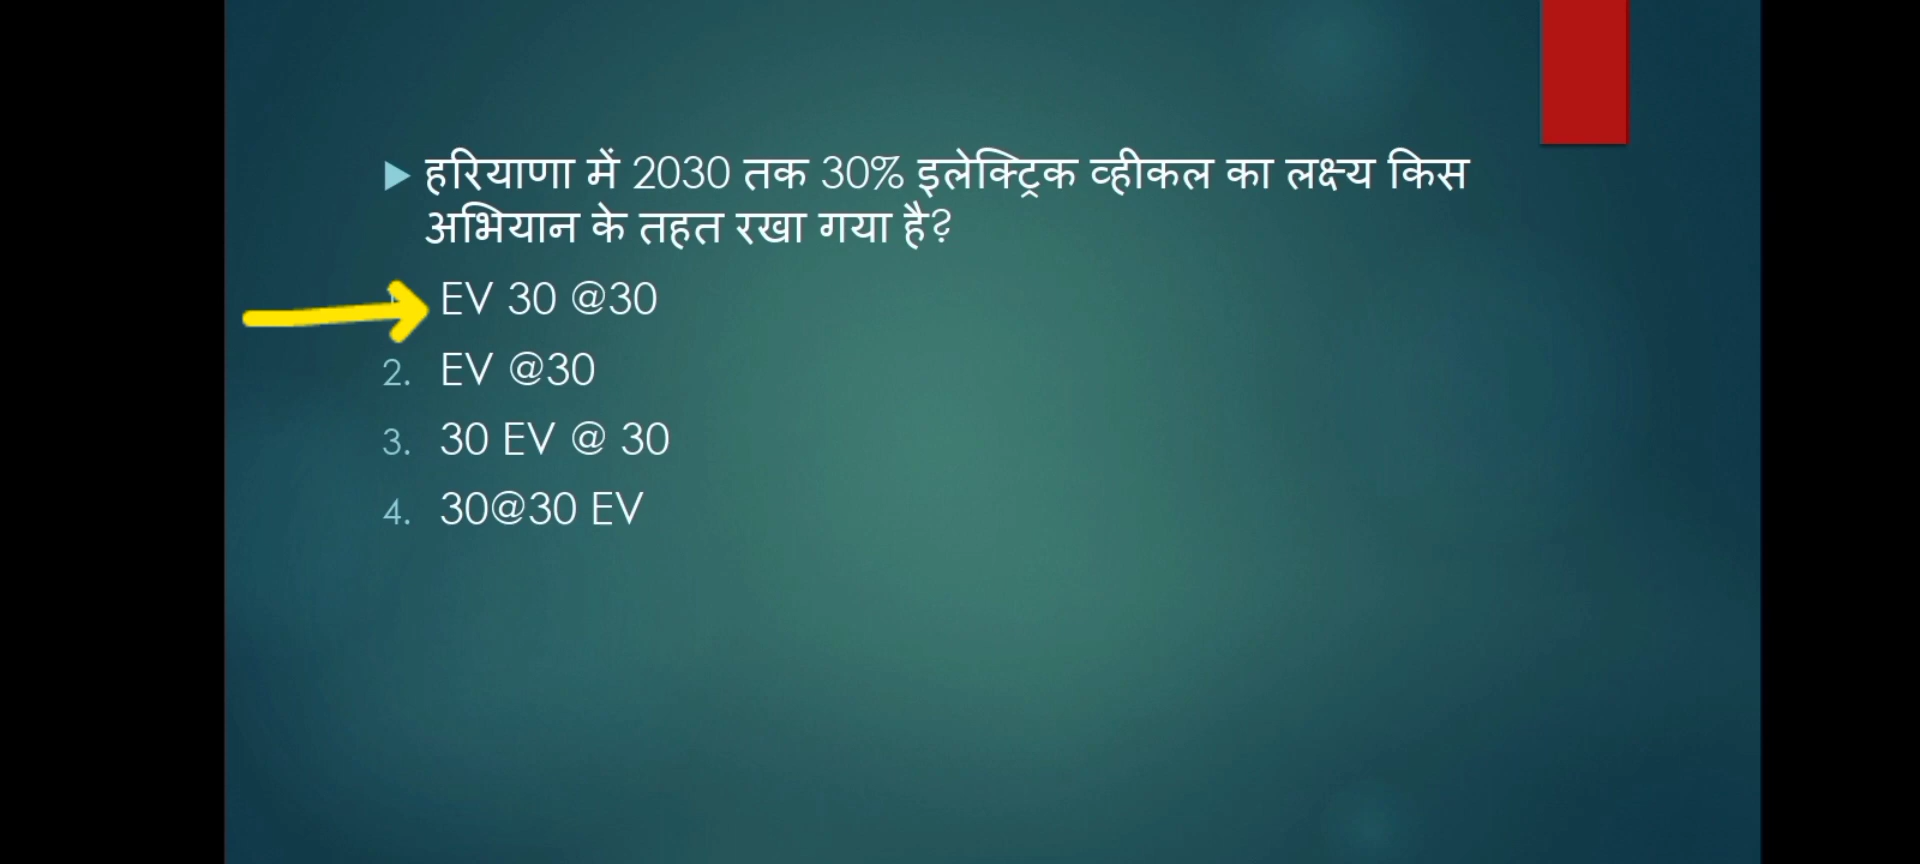 हरियाणा में 2030 तक 30% इलेक्ट्रिक व्हीकल का लक्ष्य किस
अभियान के तहत रखा गया है?
EV 30 @30
2. EV @30
3. 30 EV @ 30
4. 30@30 EV